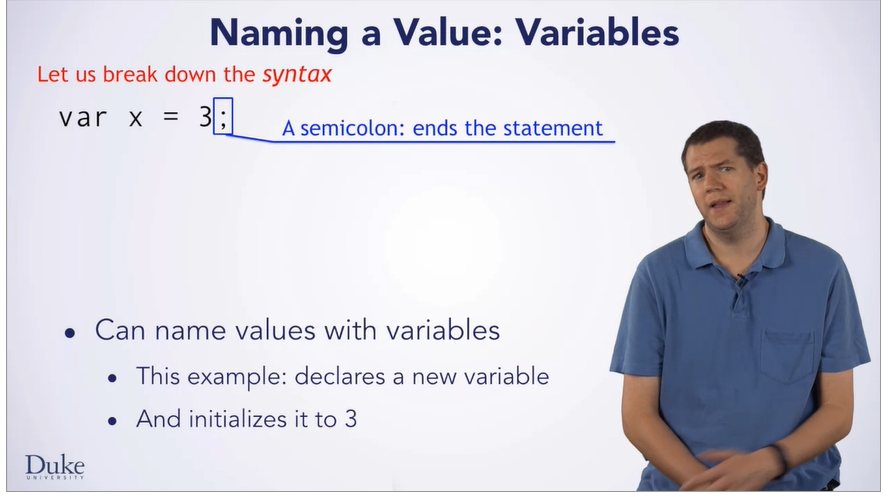 Naming a Value: Variables
Let us break down the syntax
var x = 3;
A semicolon: ends the statement
• Can name values with variables
• This example: declares a new variable
• And initializes it to 3
Duke
UNIVERSITY